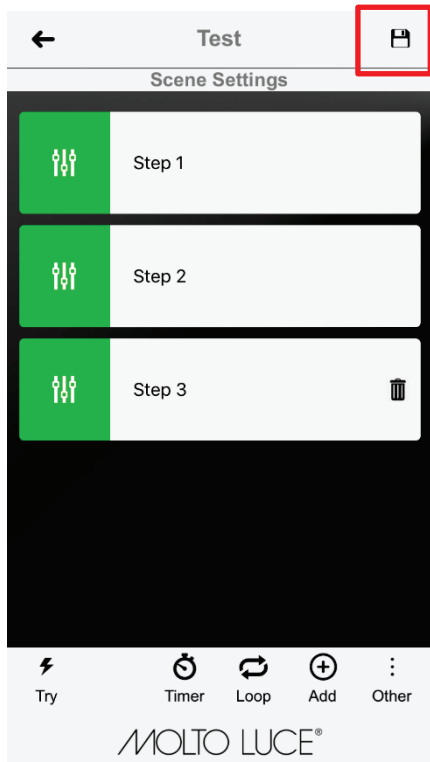 Test
Scene Settings
Step 1
Step 2
Step 3
Try Timer Loop Add Other
MOLTO LUCE®